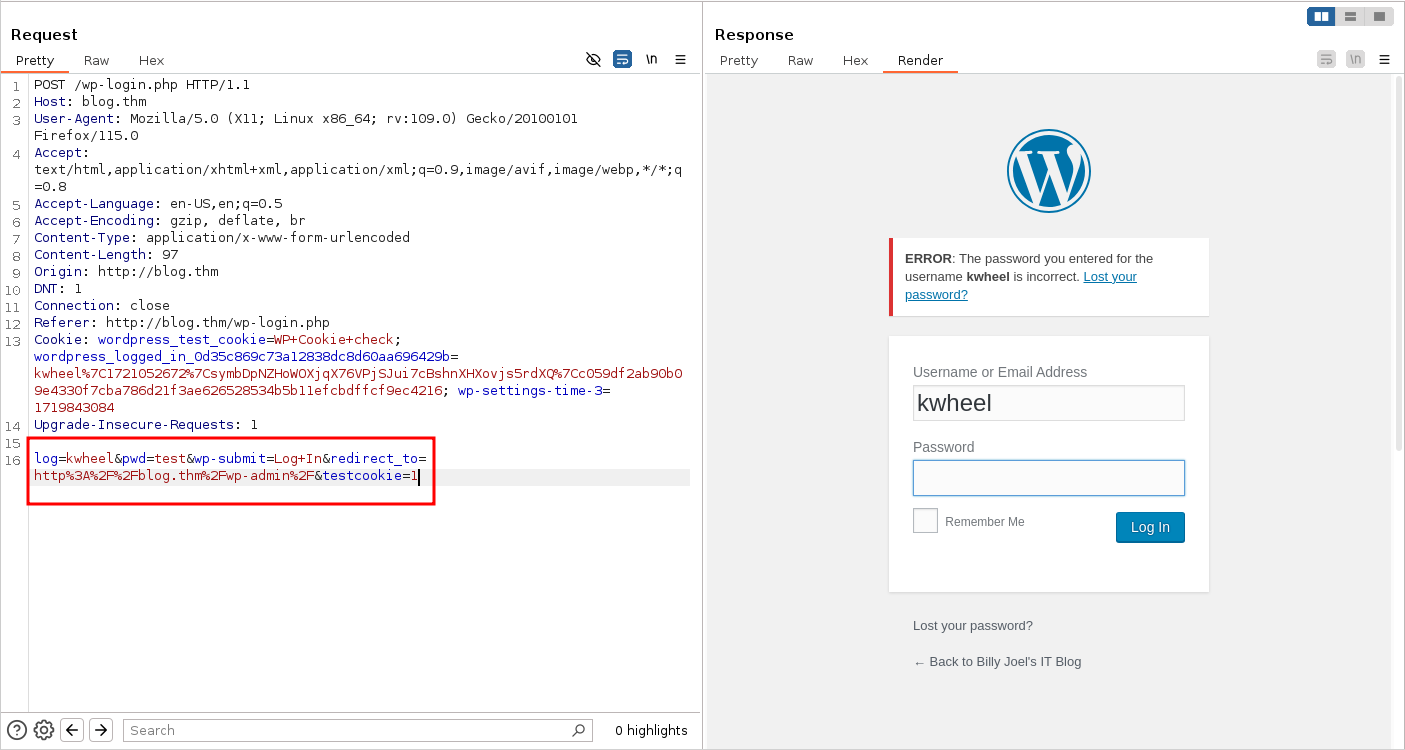 Request
Pretty Raw Hex
\n
1 POST /wp-login.php HTTP/1.1
2 Host: blog.thm
3 User-Agent: Mozilla/5.0 (X11; Linux x86_64; rv:109.0) Gecko/20100101
Firefox/115.0
4 Accept:
text/html,application/xhtml+xml,application/xml;q=0.9,image/avif,image/webp,*/*;q
=0.8
5 Accept-Language: en-US,en;q=0.5
6 Accept-Encoding: gzip, deflate, br
7 Content-Type: application/x-www-form-urlencoded
8 Content-Length: 97
9 Origin: http://blog.thm
10 DNT: 1
11 Connection: close
12 Referer: http://blog.thm/wp-login.php
13 Cookie: wordpress_test_cookie=WP+Cookie+check;
wordpress_logged_in_0d35c869c73a12838dc8d60aa696429b=
kwheel%7C1721052672%7CsymbDpNZHoWOXjqX76VPjSJui7cBshnXHXovjs5rdXQ%7Cc059df2ab90b0
9e4330f7cba786d21f3ae626528534b5b11efcbdffcf9ec4216; wp-settings-time-3=
1719843084
14 Upgrade-Insecure-Requests: 1
15
16 log=kwheel&pwd=test&wp-submit=Log+In&redirect_to=
http%3A%2F%2Fblog.thm%2Fwp-admin%2F&testcookie=1
Search
0 highlights
Response
Pretty Raw Hex Render
\n
ERROR: The password you entered for the
username kwheel is incorrect. Lost your
password?
Username or Email Address
kwheel
Password
Remember Me
Log In
Lost your password?
← Back to Billy Joel's IT Blog